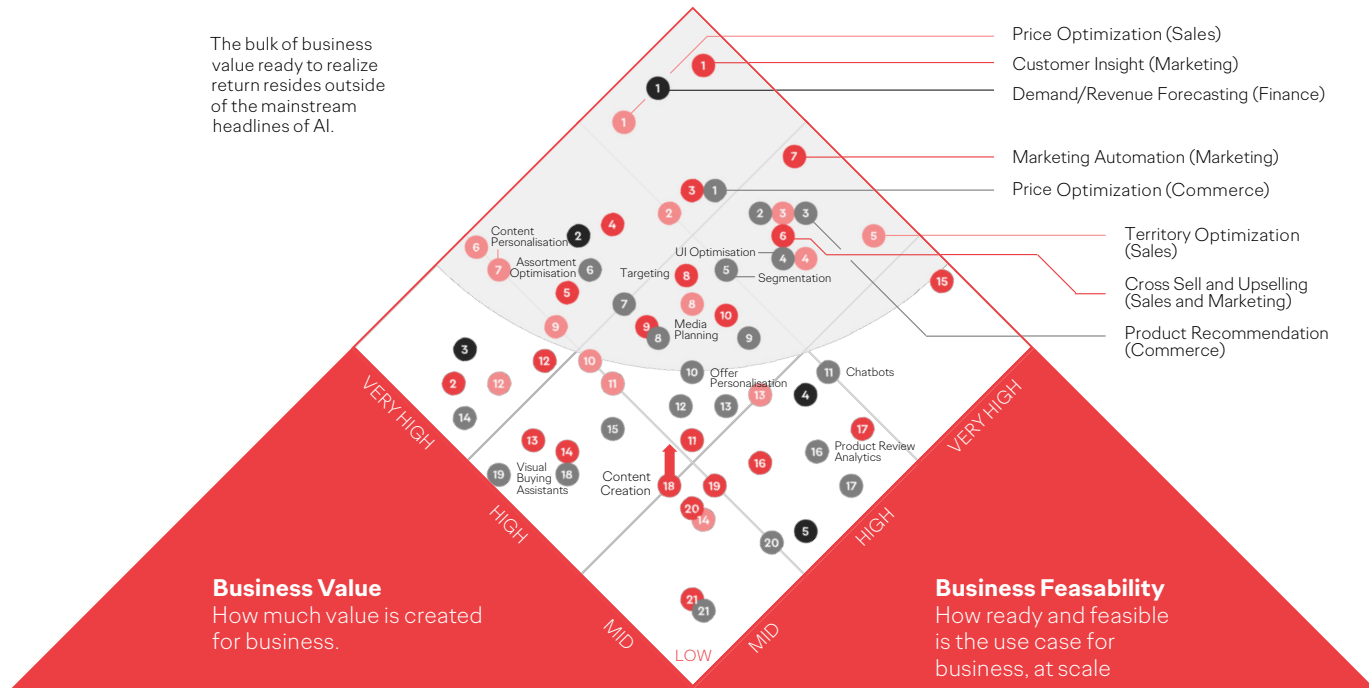 The bulk of business
value ready to realize
return resides outside
of the mainstream
headlines of AI.
Price Optimization (Sales)
Customer Insight (Marketing)
Demand/Revenue Forecasting (Finance)
Marketing Automation (Marketing)
Price Optimization (Commerce)
Territory Optimization
(Sales)
Cross Sell and Upselling
(Sales and Marketing)
Product Recommendation
(Commerce)
1
1
1
7
3
1
2
2
3
3
4
2
6
5
Content
Personalisation
6
7
Assortment
Optimisation
6
UI Optimisation
4
4
Targeting
8
5
Segmentation
15
5
7
8
10
9
9
8
Media
Planning
9
3
12
10
10
Offer
Personalisation
11
Chatbots
2
12
11
13
4
14
12
13
15
13
11
17
14
16
Product Review
Analytics
16
19
Visual
Buying
Assistants
18
Content
Creation
18
19
17
20
14
5
20
21
21
VERY HIGH
HIGH
MID
LOW
MID
HIGH
VERY HIGH
Business Value
How much value is created
for business.
Business Feasability
How ready and feasible
is the use case for
business, at scale